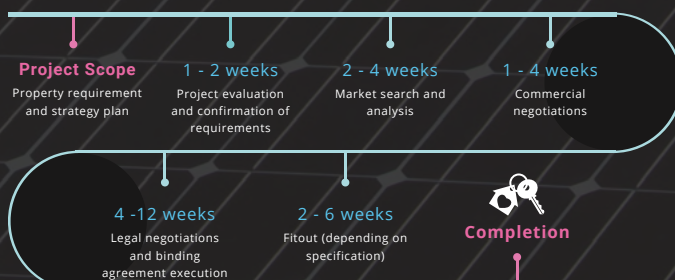 Project Scope
Property requirement
and strategy plan
1 - 2 weeks
Project evaluation
and confirmation of
requirements
2 - 4 weeks
Market search and
analysis
1 - 4 weeks
Commercial
negotiations
4 -12 weeks
Legal negotiations
and binding
agreement execution
2 - 6 weeks
Fitout (depending on
specification)
Completion